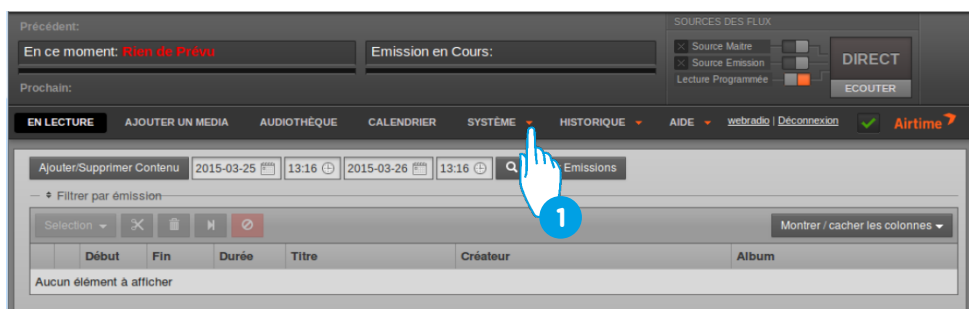 Précédent:
SOURCES DES FLUX
En ce moment: Rien de Prévu
Emission en Cours:
Source Maitre
Source Emission
Lecture Programmée
DIRECT
ECOUTER
Prochain:
EN LECTURE AJOUTER UN MEDIA AUDIOTHÈQUE CALENDRIER SYSTÈME HISTORIQUE AIDE webradio | Déconnexion Airtime
Ajouter/Supprimer Contenu 2015-03-25 13:16 2015-03-26 13:16 Emissions
Filtrer par émission
1
Selection Montrer / cacher les colonnes
Début Fin Durée Titre Créateur Album
Aucun élément à afficher